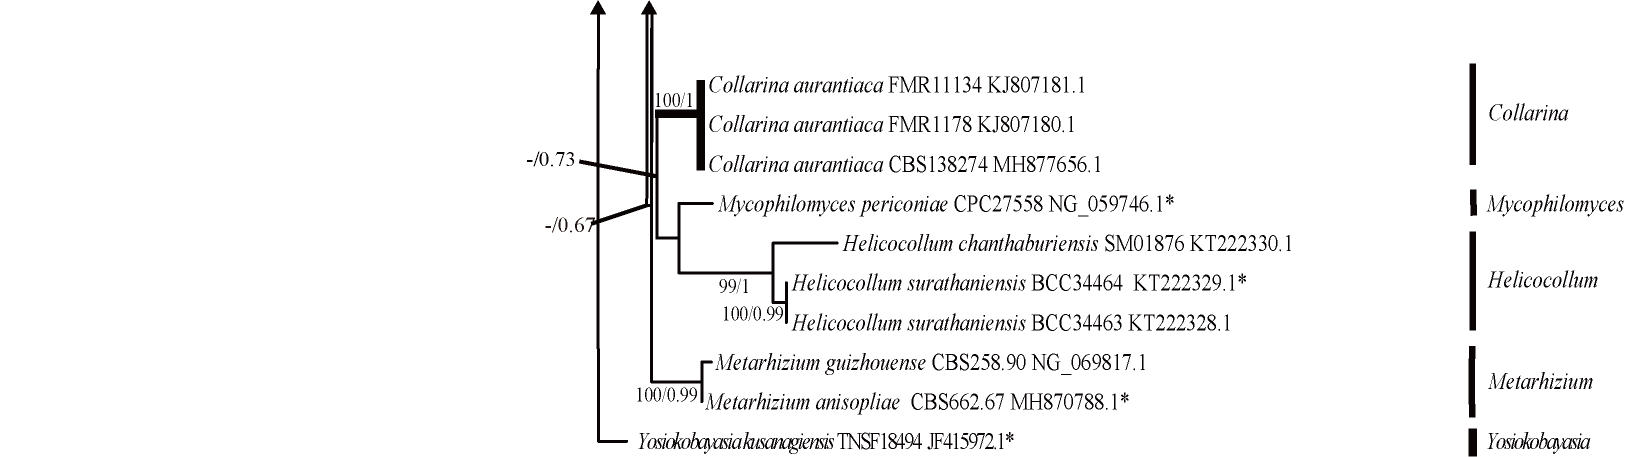 Collarina aurantiaca FMR11134 KJ807181.1
100/1
Collarina
Collarina aurantiaca FMR1178 KJ807180.1
-/0.73
Collarina aurantiaca CBS138274 MH877656.1
Mycophilomyces periconiae CPC27558 NG_059746.1*
Mycophilomyces
-/0.67
Helicocollum chanthaburiensis SM01876 KT222330.1
Helicocollum surathaniensis BCC34464 KT222329.1*
Helicocollum
99/1
100/0.99
Helicocollum surathaniensis BCC34463 KT222328.1
Metarhizium guizhouense CBS258.90 NG_069817.1
Metarhizium
100/0.99
Metarhizium anisopliae CBS662.67 MH870788.1*
Yosiokobayasia kusanagiensis TNSF18494 JF415972.1*
Yosiokobayasia